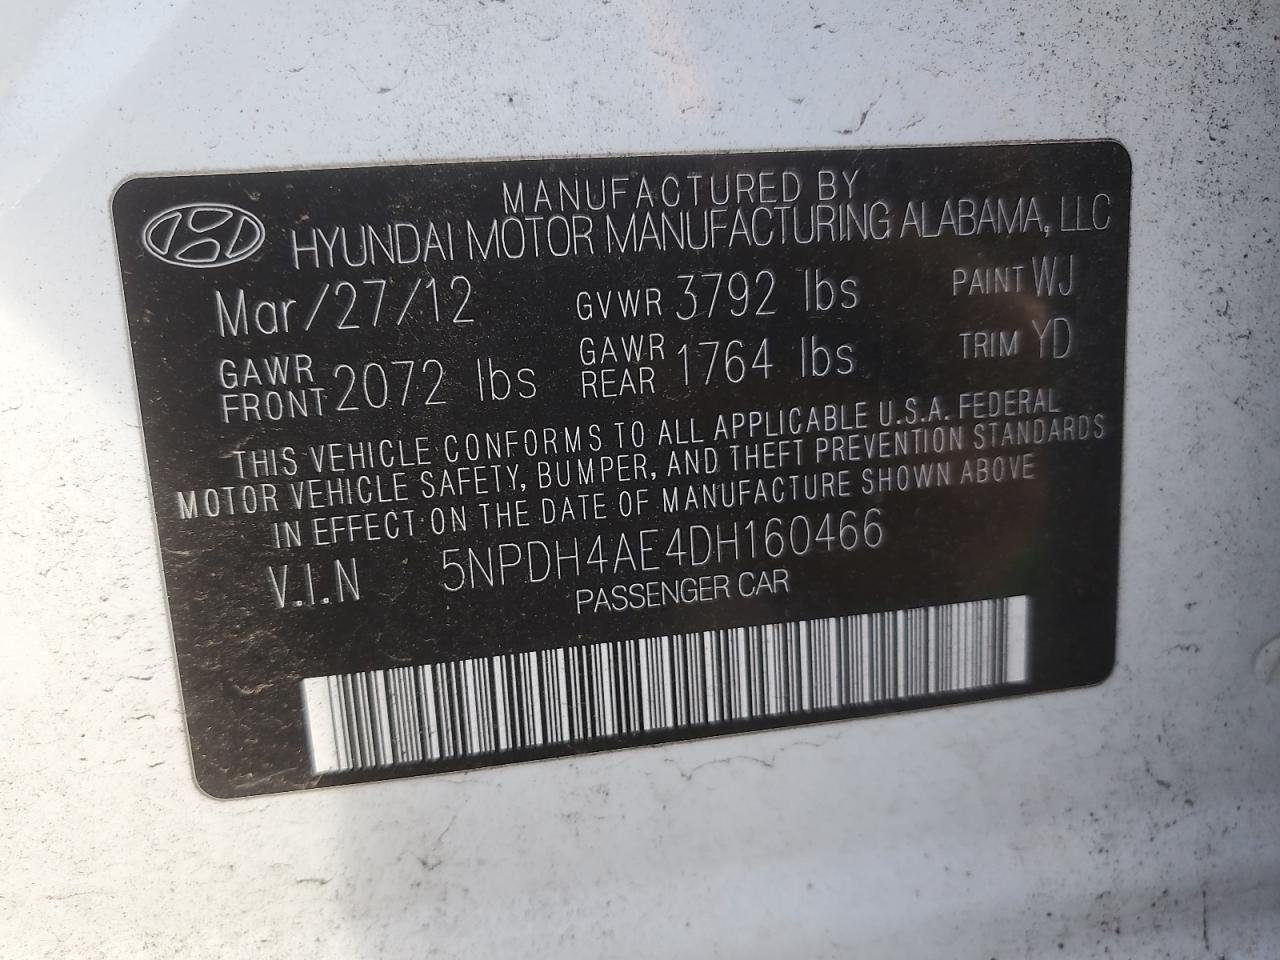 MANUFACTURED BY
HYUNDAI MOTOR MANUFACTURING ALABAMA, LLC
Mar/27/12 GVWR 3792 lbs PAINT WJ
GAWR FRONT 2072 lbs GAWR REAR 1764 lbs TRIM YD
THIS VEHICLE CONFORMS TO ALL APPLICABLE U.S.A. FEDERAL
MOTOR VEHICLE SAFETY, BUMPER, AND THEFT PREVENTION STANDARDS
IN EFFECT ON THE DATE OF MANUFACTURE SHOWN ABOVE
V.I.N 5NPDH4AE4DH160466
PASSENGER CAR